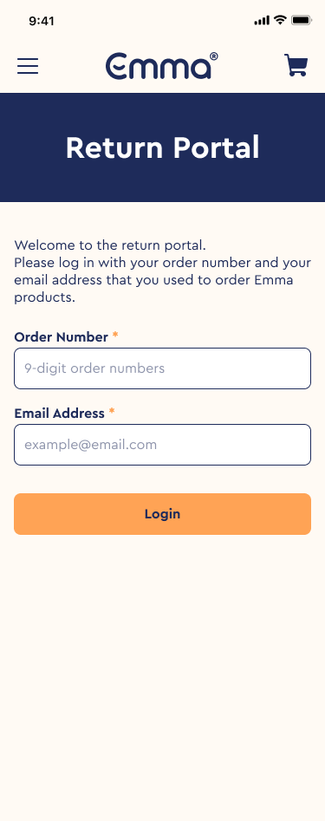 9:41
Emma®
Return Portal
Welcome to the return portal.
Please log in with your order number and your
email address that you used to order Emma
products.
Order Number *
9-digit order numbers
Email Address *
example@email.com
Login